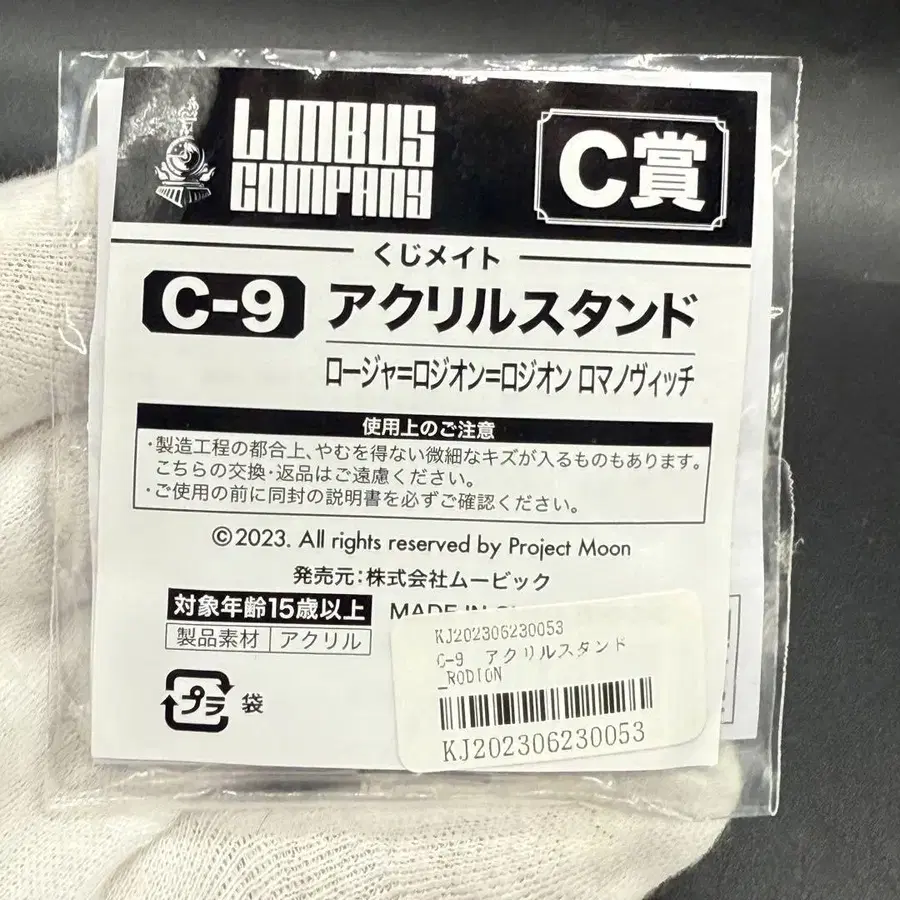 LIMBUS
COMPANY
C賞
くじメイト
C-9 アクリルスタンド
ロージャ=ロジオン=ロジオン ロマノヴィッチ
使用上のご注意
・製造工程の都合上、やむを得ない微細なキズが入るものもあります。
こちらの交換・返品はご遠慮ください。
・ご使用の前に同封の説明書を必ずご確認ください。
©2023. All rights reserved by Project Moon
発売元:株式会社ムービック
対象年齢15歳以上 MADE IN
製品素材 アクリル
プラ 袋
KJ202306230053
C-9 アクリルスタンド
_RODION
KJ202306230053